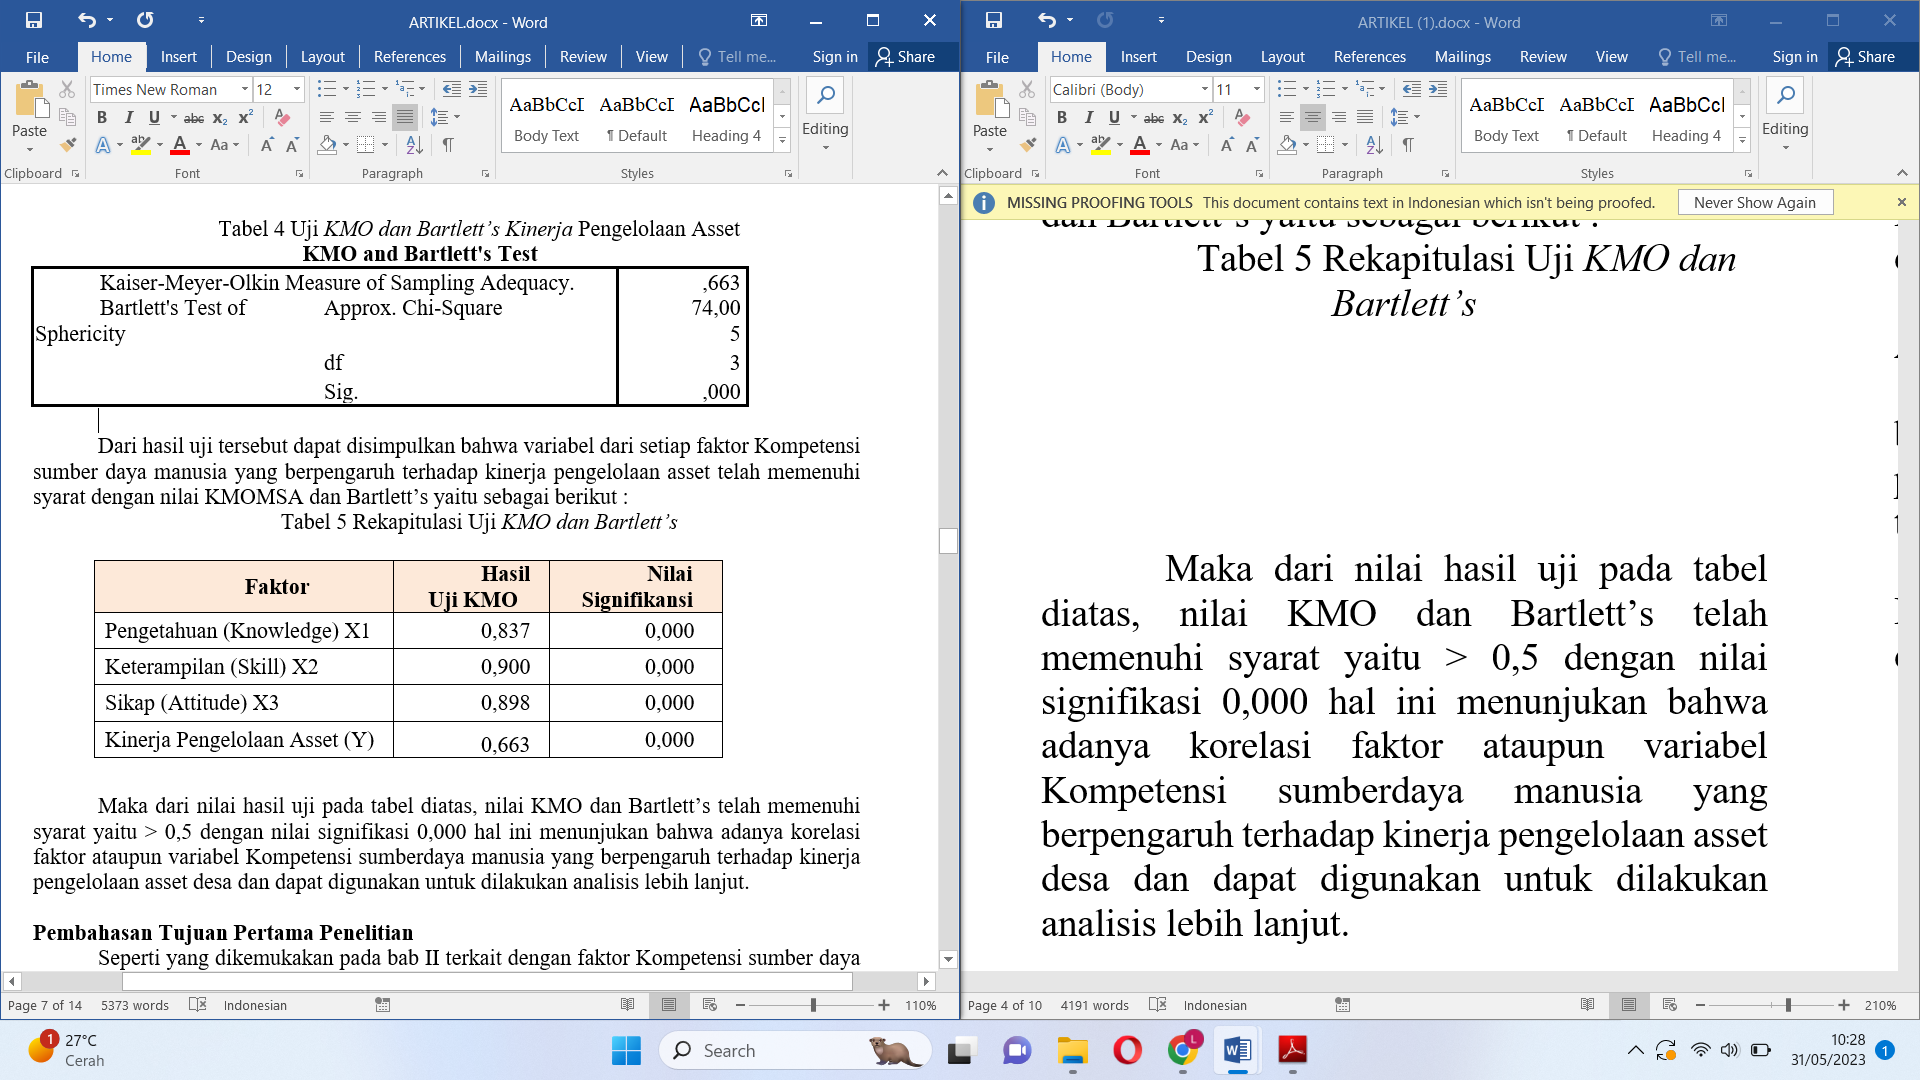 ARTIKEL.docx - Word
File Home Insert Design Layout References Mailings Review View Tell me... Sign in Share
Times New Roman 12
Paste
Clipboard
Font
Paragraph
AaBbCcI AaBbCcI AaBbCcI
Body Text ¶ Default Heading 4
Styles
Editing
Tabel 4 Uji KMO dan Bartlett’s Kinerja Pengelolaan Asset
KMO and Bartlett's Test
Kaiser-Meyer-Olkin Measure of Sampling Adequacy. ,663
Bartlett's Test of Approx. Chi-Square 74,00
Sphericity 5
df 3
Sig. ,000
Dari hasil uji tersebut dapat disimpulkan bahwa variabel dari setiap faktor Kompetensi
sumber daya manusia yang berpengaruh terhadap kinerja pengelolaan asset telah memenuhi
syarat dengan nilai KMOMSA dan Bartlett’s yaitu sebagai berikut :
Tabel 5 Rekapitulasi Uji KMO dan Bartlett’s
Faktor Hasil Uji KMO Nilai Signifikansi
Pengetahuan (Knowledge) X1 0,837 0,000
Keterampilan (Skill) X2 0,900 0,000
Sikap (Attitude) X3 0,898 0,000
Kinerja Pengelolaan Asset (Y) 0,663 0,000
Maka dari nilai hasil uji pada tabel diatas, nilai KMO dan Bartlett’s telah memenuhi
syarat yaitu > 0,5 dengan nilai signifikasi 0,000 hal ini menunjukan bahwa adanya korelasi
faktor ataupun variabel Kompetensi sumberdaya manusia yang berpengaruh terhadap kinerja
pengelolaan asset desa dan dapat digunakan untuk dilakukan analisis lebih lanjut.
Pembahasan Tujuan Pertama Penelitian
Seperti yang dikemukakan pada bab II terkait dengan faktor Kompetensi sumber daya
Page 7 of 14 5373 words Indonesian 110%
ARTIKEL (1).docx - Word
File Home Insert Design Layout References Mailings Review View Tell me... Sign in Share
Calibri (Body) 11
Paste
Clipboard
Font
Paragraph
AaBbCcI AaBbCcI AaBbCcI
Body Text ¶ Default Heading 4
Styles
Editing
MISSING PROOFING TOOLS This document contains text in Indonesian which isn't being proofed. Never Show Again
dan Bartlett’s yaitu sebagai berikut :
Tabel 5 Rekapitulasi Uji KMO dan
Bartlett’s
Maka dari nilai hasil uji pada tabel
diatas, nilai KMO dan Bartlett’s telah
memenuhi syarat yaitu > 0,5 dengan nilai
signifikasi 0,000 hal ini menunjukan bahwa
adanya korelasi faktor ataupun variabel
Kompetensi sumberdaya manusia yang
berpengaruh terhadap kinerja pengelolaan asset
desa dan dapat digunakan untuk dilakukan
analisis lebih lanjut.
Page 4 of 10 4191 words Indonesian 210%
1
27°C
Cerah
Search
L
10:28
31/05/2023
1